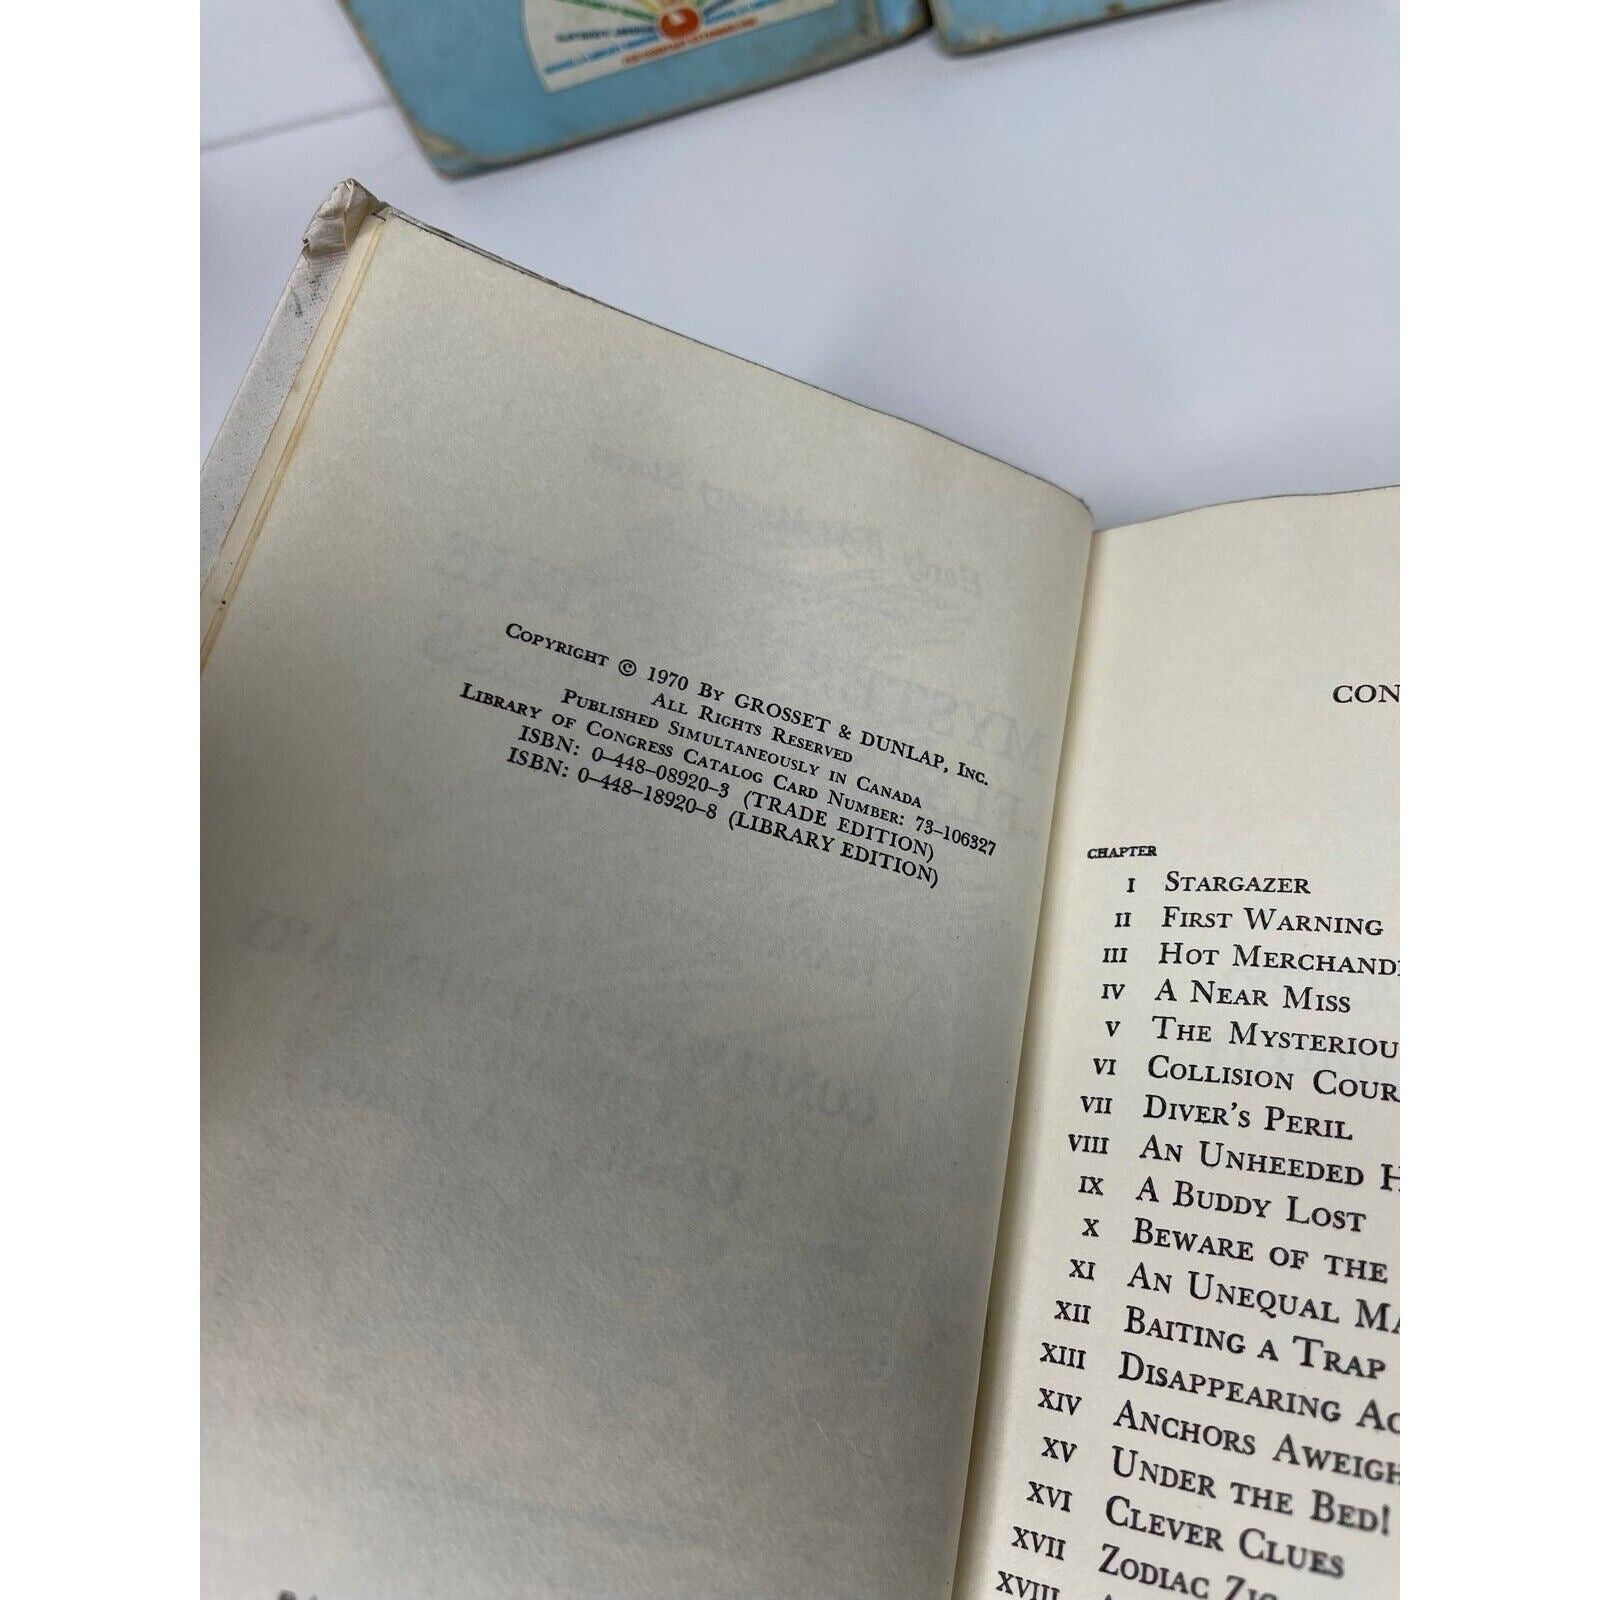 COPYRIGHT © 1970 BY GROSSET & DUNLAP, INC.
ALL RIGHTS RESERVED
PUBLISHED SIMULTANEOUSLY IN CANADA
LIBRARY OF CONGRESS CATALOG CARD NUMBER: 73-106327
ISBN: 0-448-08920-3 (TRADE EDITION)
ISBN: 0-448-18920-8 (LIBRARY EDITION)
CON
CHAPTER
I STARGAZER
II FIRST WARNING
III HOT MERCHANDI
IV A NEAR MISS
V THE MYSTERIOU
VI COLLISION COUR
VII DIVER'S PERIL
VIII AN UNHEEDED H
IX A BUDDY LOST
X BEWARE OF THE
XI AN UNEQUAL MA
XII BAITING A TRAP
XIII DISAPPEARING AC
XIV ANCHORS AWEIGH
XV UNDER THE BED!
XVI CLEVER CLUES
XVII ZODIAC ZIG
XVIII